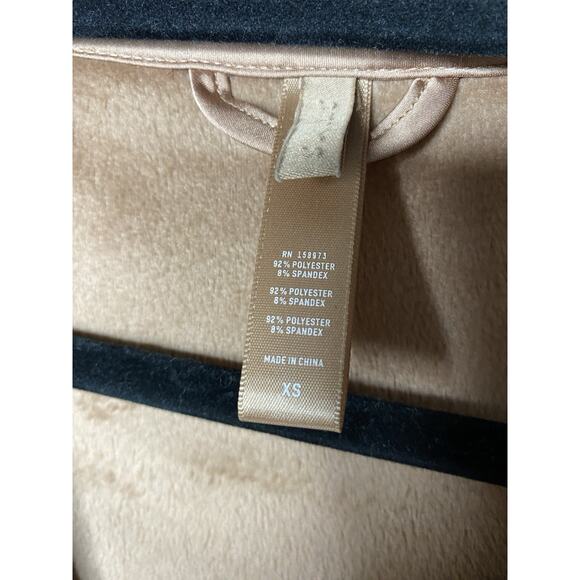 RN 158973
92% POLYESTER
8% SPANDEX
92% POLYESTER
8% SPANDEX
92% POLYESTER
8% SPANDEX
MADE IN CHINA
XS